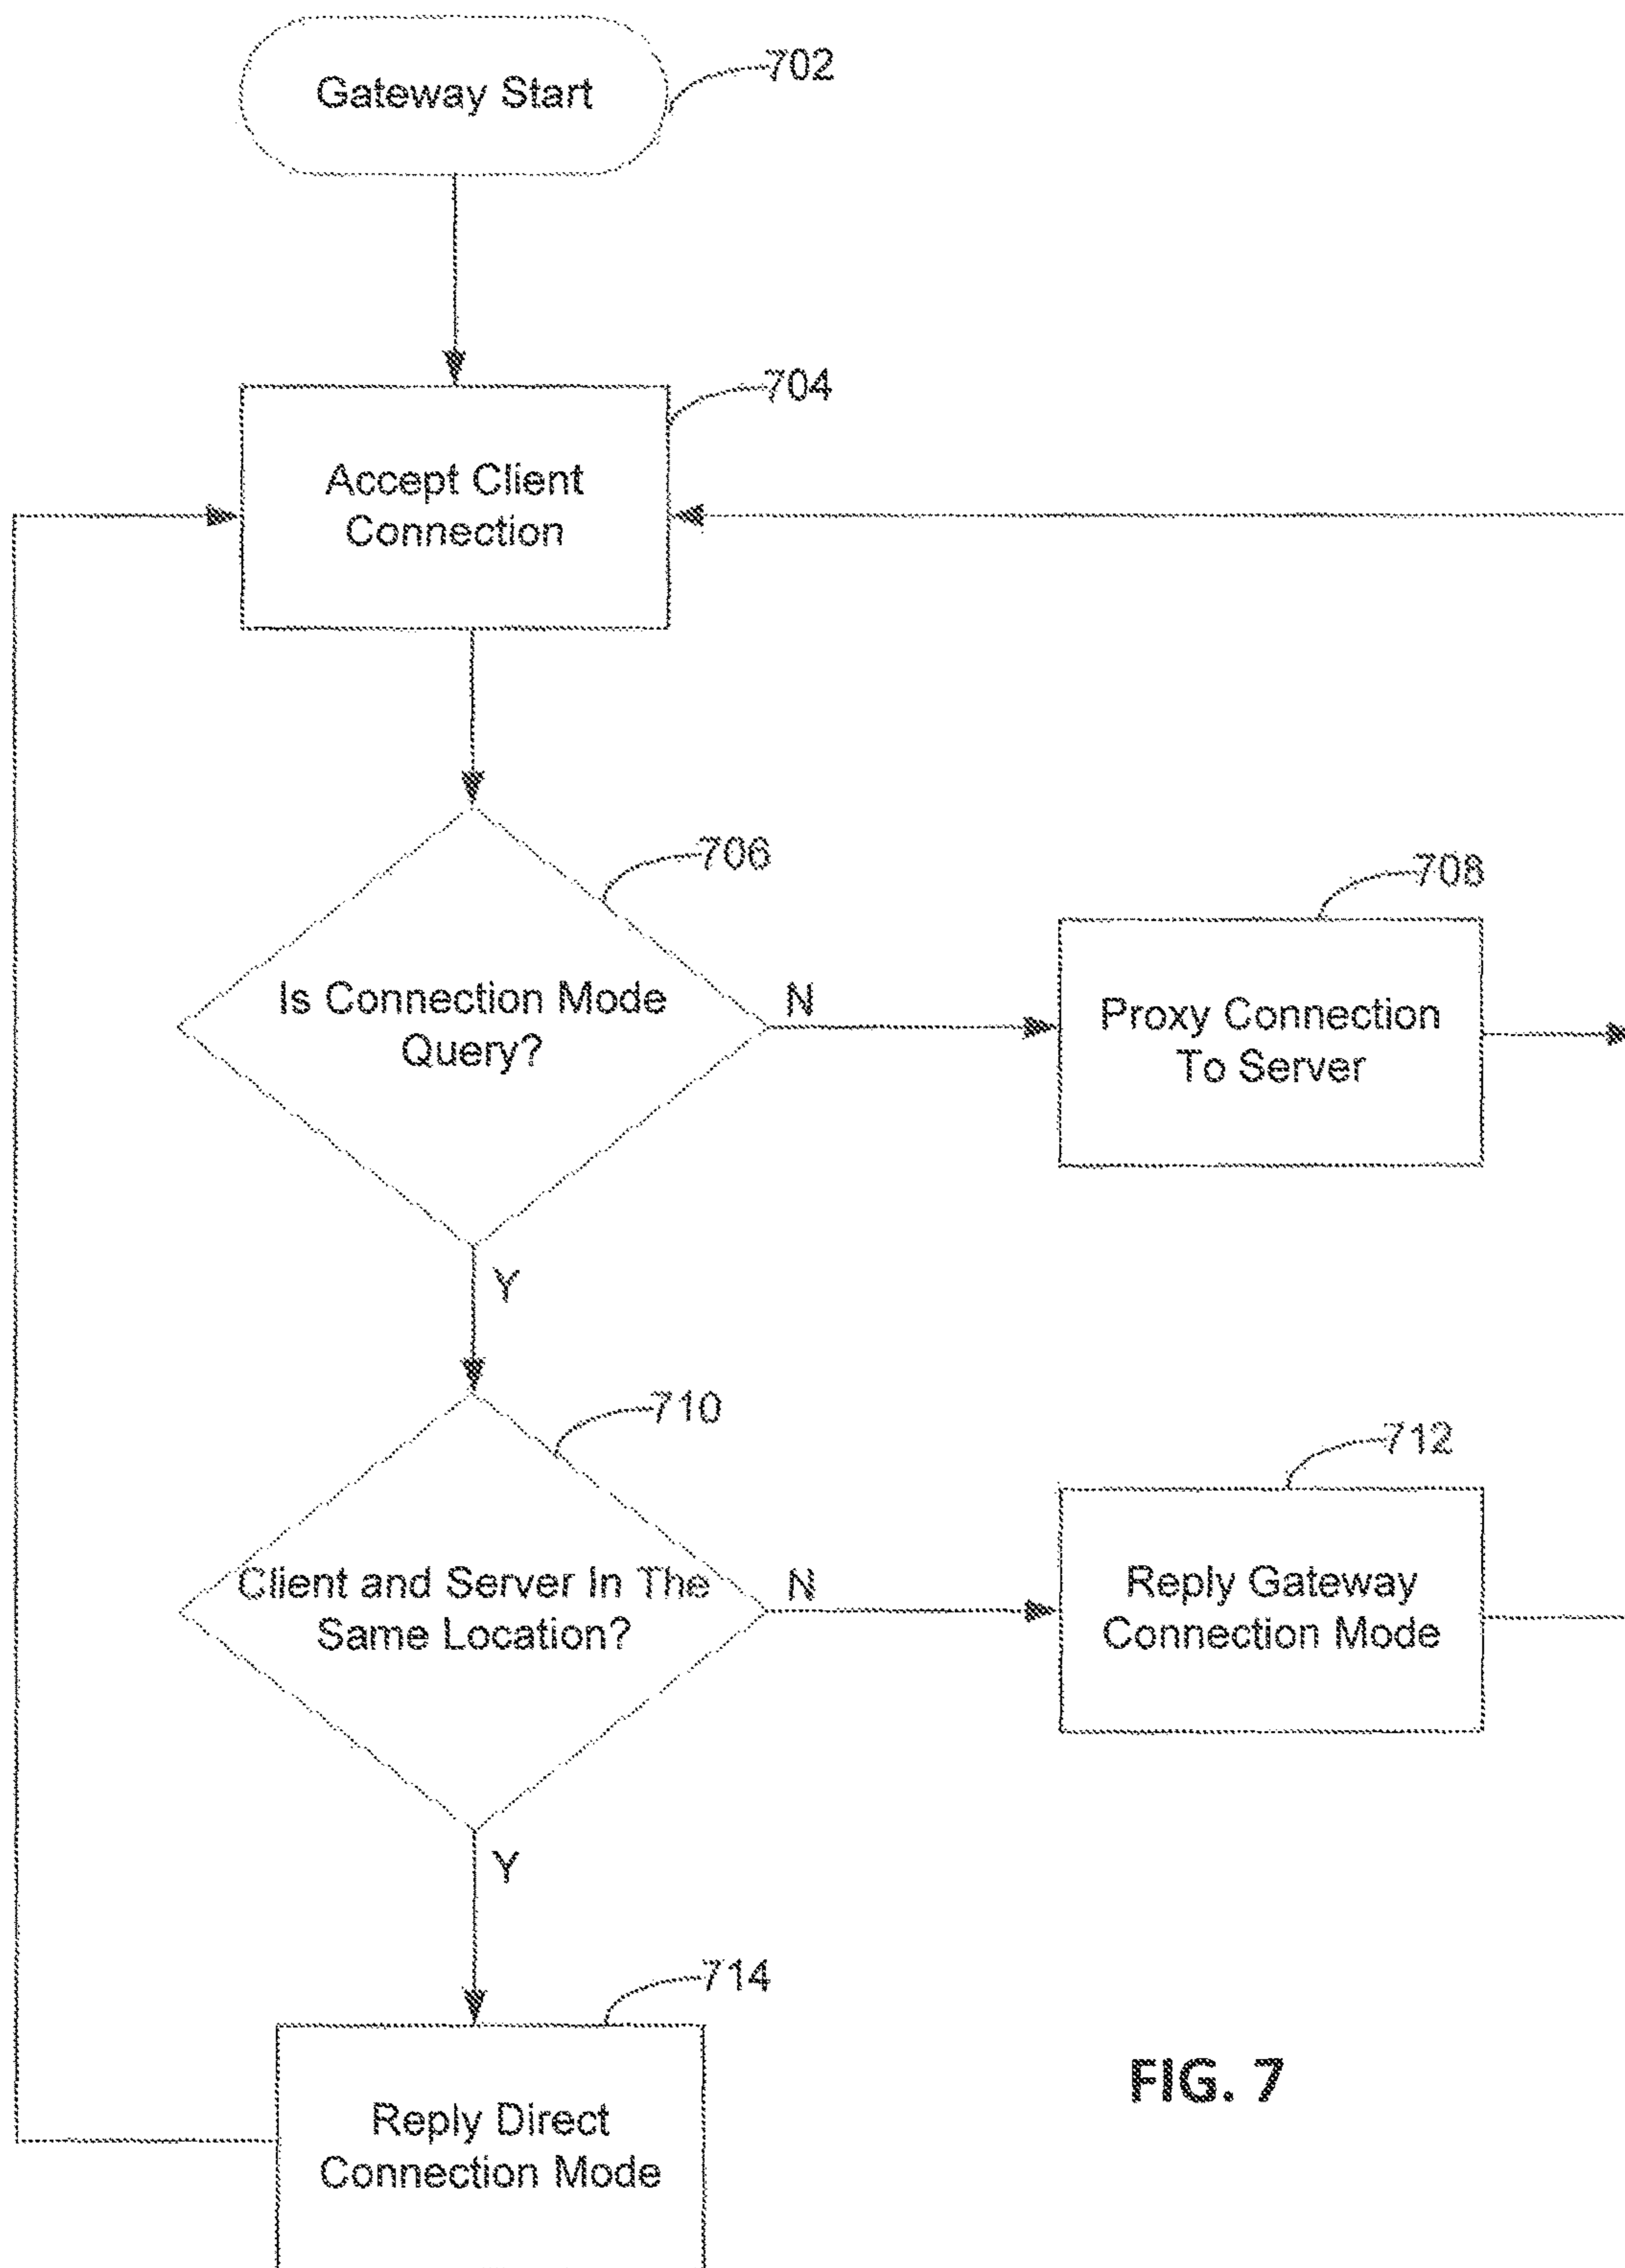 Gateway Start
702
704
Accept Client
Connection
706
708
Is Connection Mode
Query?
N
Proxy Connection
To Server
Y
710
712
Client and Server In The
Same Location?
N
Reply Gateway
Connection Mode
Y
714
Reply Direct
Connection Mode
FIG. 7